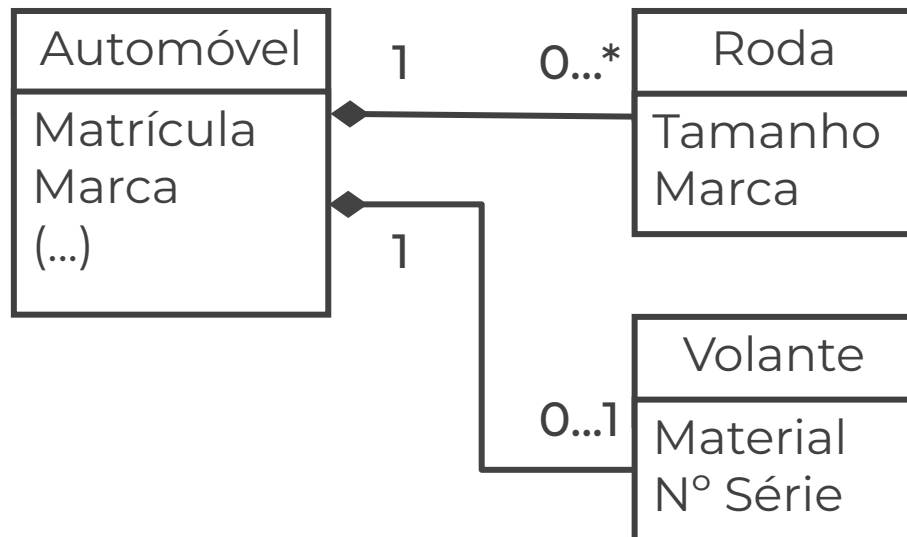 Automóvel
Matrícula
Marca
(...)
1
0...*
Roda
Tamanho
Marca
1
0...1
Volante
Material
Nº Série